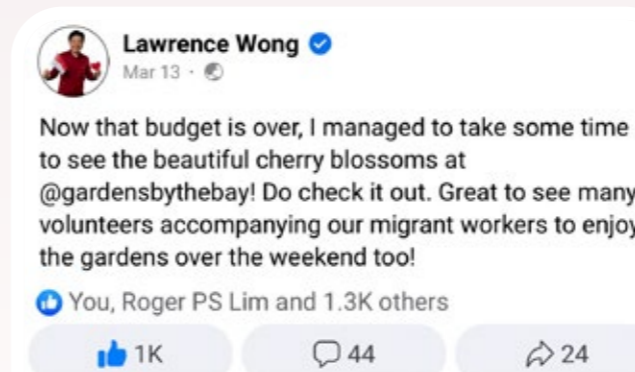 Lawrence Wong
Mar 13 ·
Now that budget is over, I managed to take some time
to see the beautiful cherry blossoms at
@gardensbythebay! Do check it out. Great to see many
volunteers accompanying our migrant workers to enjoy
the gardens over the weekend too!
You, Roger PS Lim and 1.3K others
1K 44 24